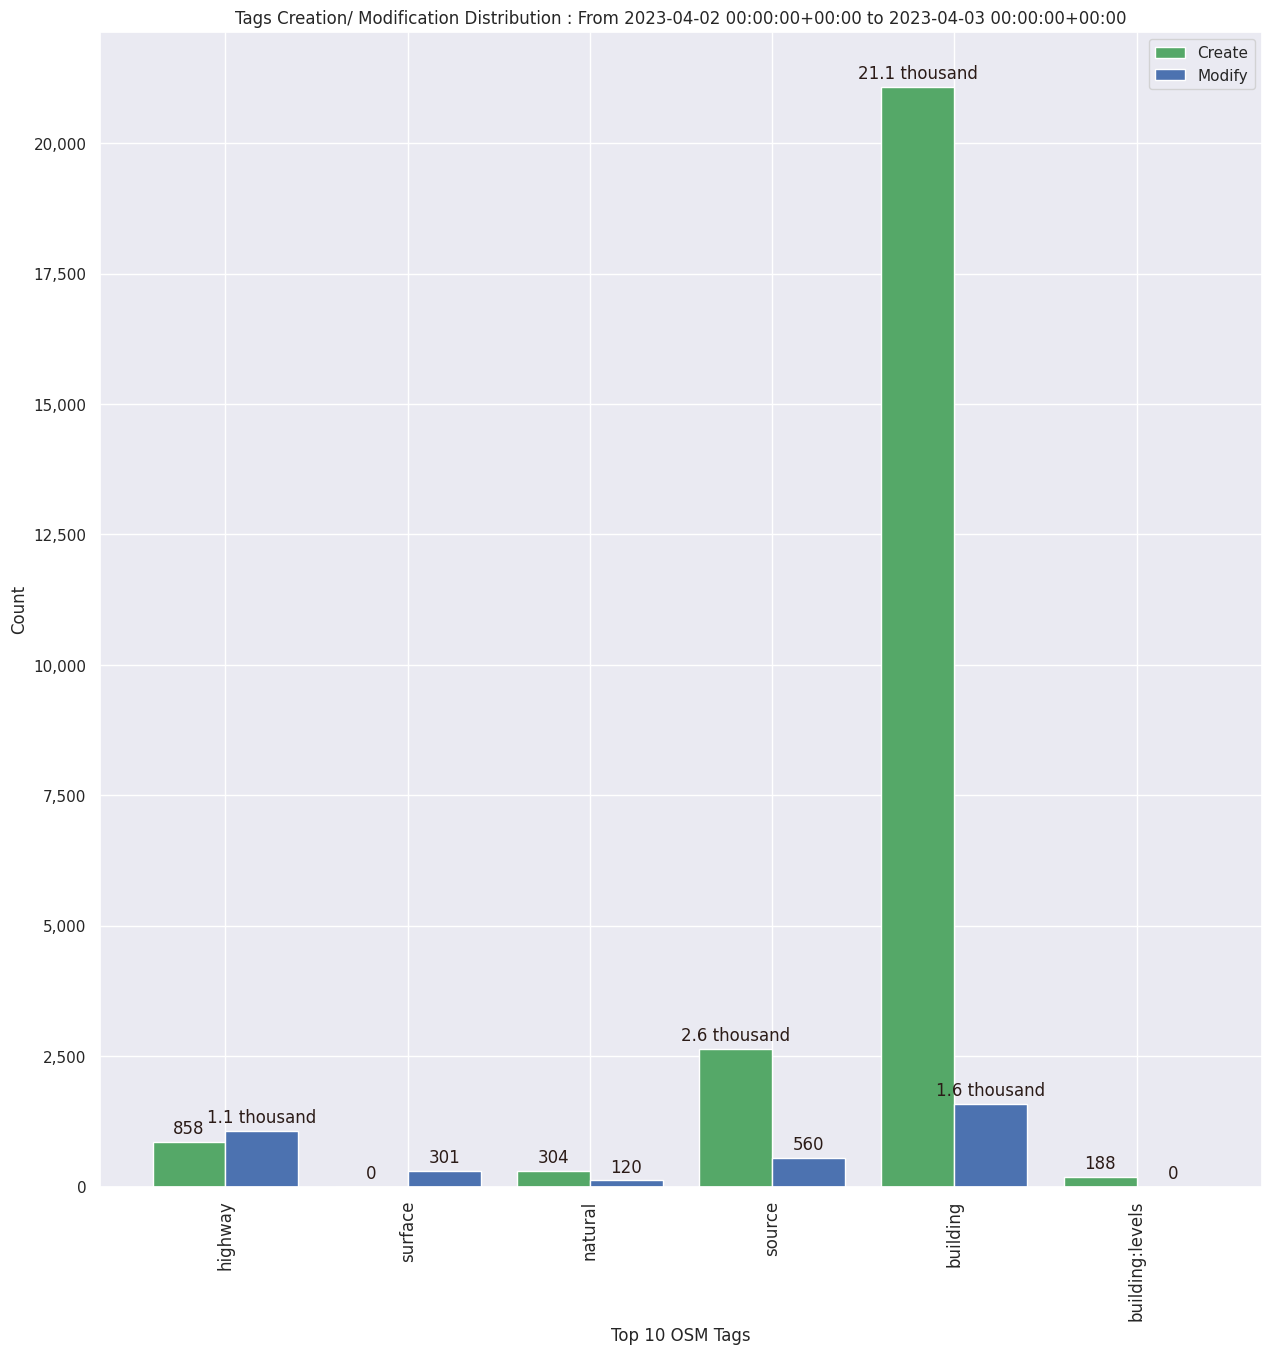 Tags Creation/ Modification Distribution : From 2023-04-02 00:00:00+00:00 to 2023-04-03 00:00:00+00:00
Create
Modify
Count
20,000
17,500
15,000
12,500
10,000
7,500
5,000
2,500
0
858
1.1 thousand
0
301
304
120
2.6 thousand
560
21.1 thousand
1.6 thousand
188
0
highway
surface
natural
source
building
building:levels
Top 10 OSM Tags